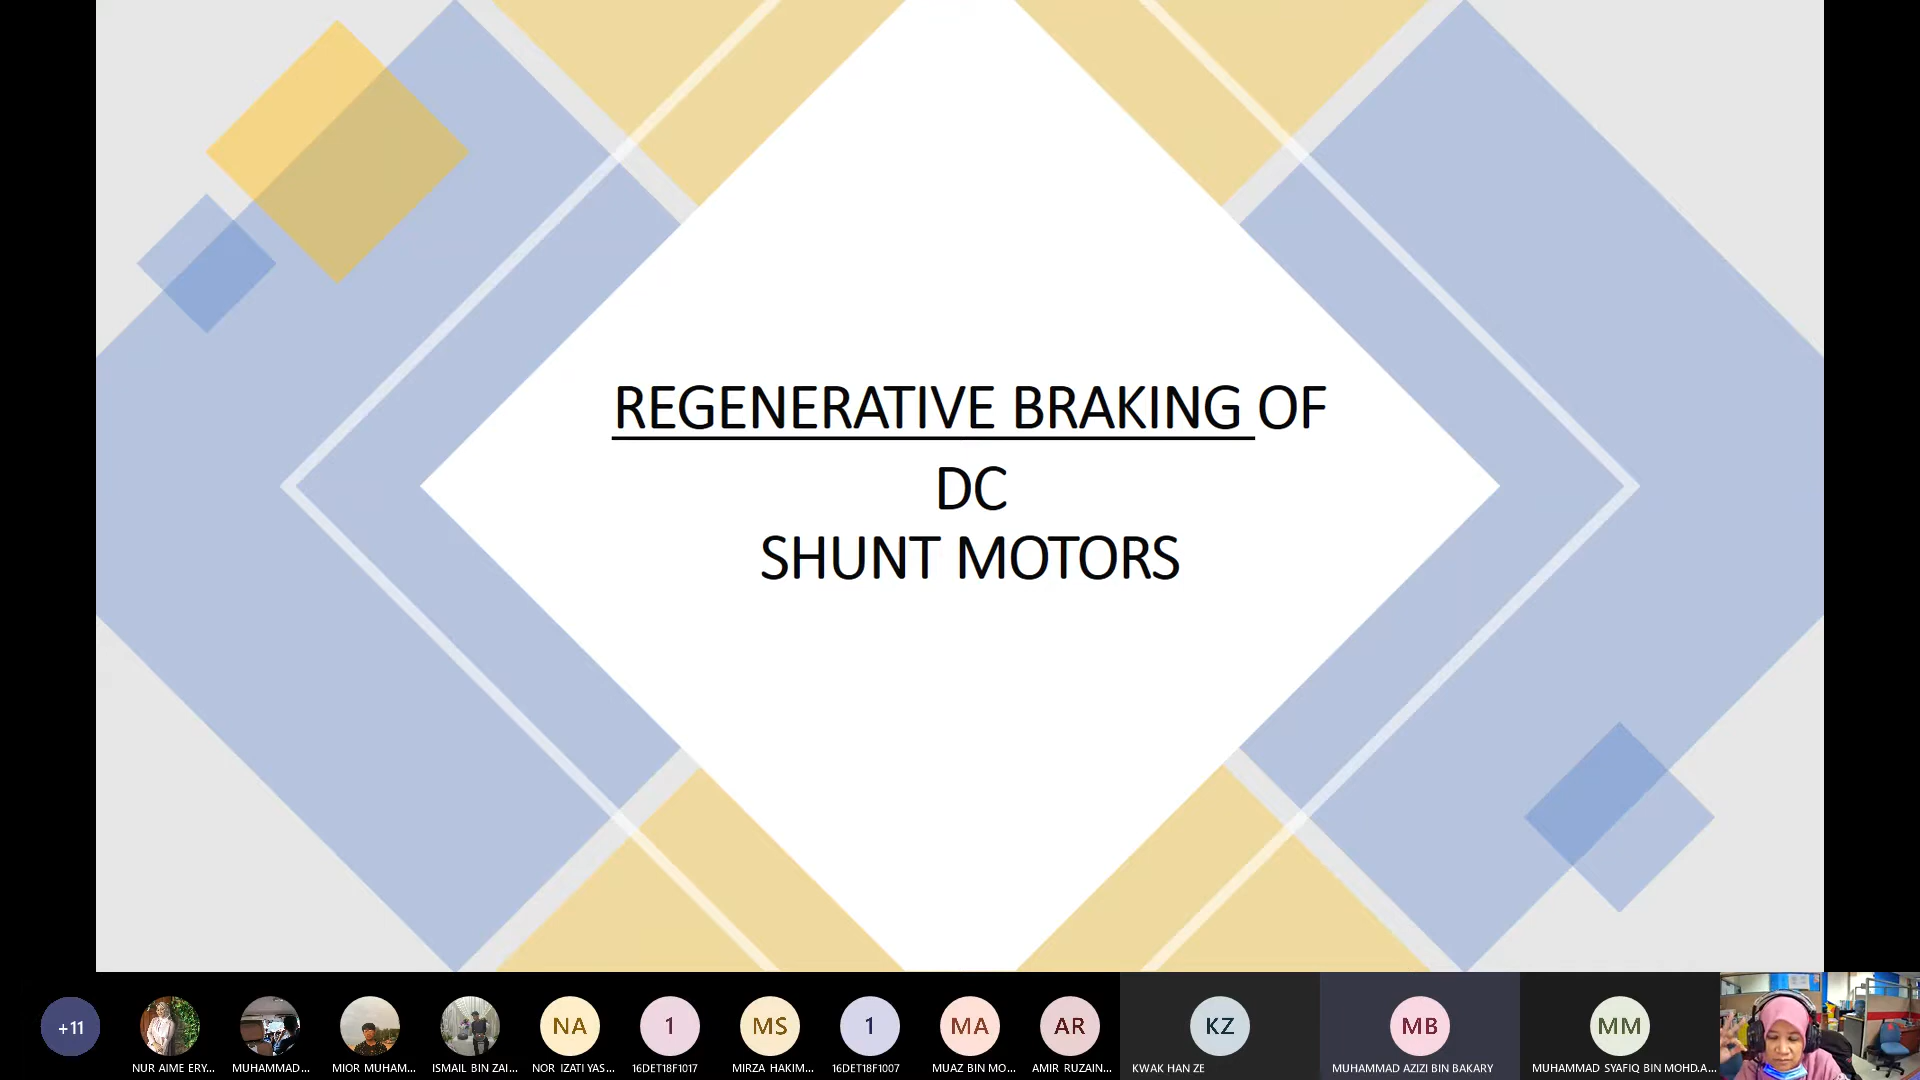 REGENERATIVE BRAKING OF
DC
SHUNT MOTORS
+11
NA
1
MS
1
MA
AR
KZ
MB
MM
NUR AIME ERY...
MUHAMMAD...
MIOR MUHAM...
ISMAIL BIN ZAI...
NOR IZATI YAS...
16DET18F1017
MIRZA HAKIM...
16DET18F1007
MUAZ BIN MO...
AMIR RUZAIN...
KWAK HAN ZE
MUHAMMAD AZIZI BIN BAKARY
MUHAMMAD SYAFIQ BIN MOHD.A...